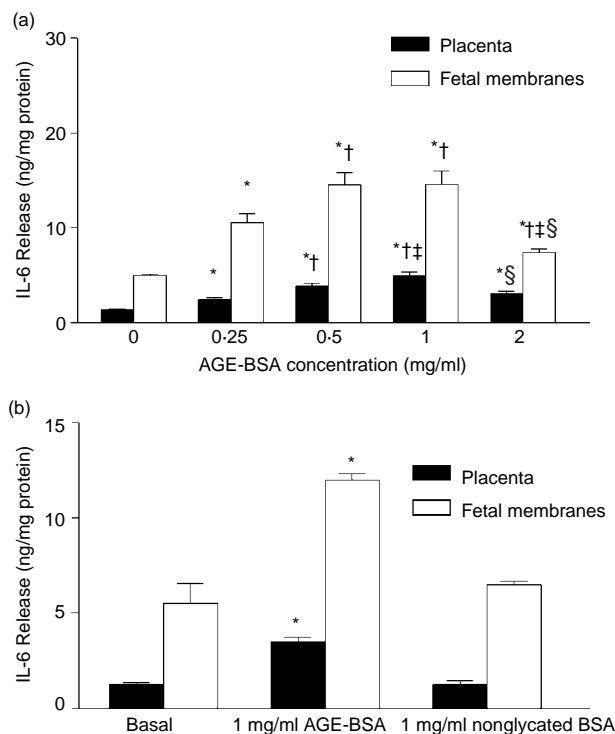 (a)
Placenta
Fetal membranes
IL-6 Release (ng/mg protein)
30
20
10
0
*
*
*†
*†
*†‡
*†
*§
*†‡§
0 0·25 0·5 1 2
AGE-BSA concentration (mg/ml)
(b)
Placenta
Fetal membranes
IL-6 Release (ng/mg protein)
15
10
5
0
*
*
Basal 1 mg/ml AGE-BSA 1 mg/ml nonglycated BSA